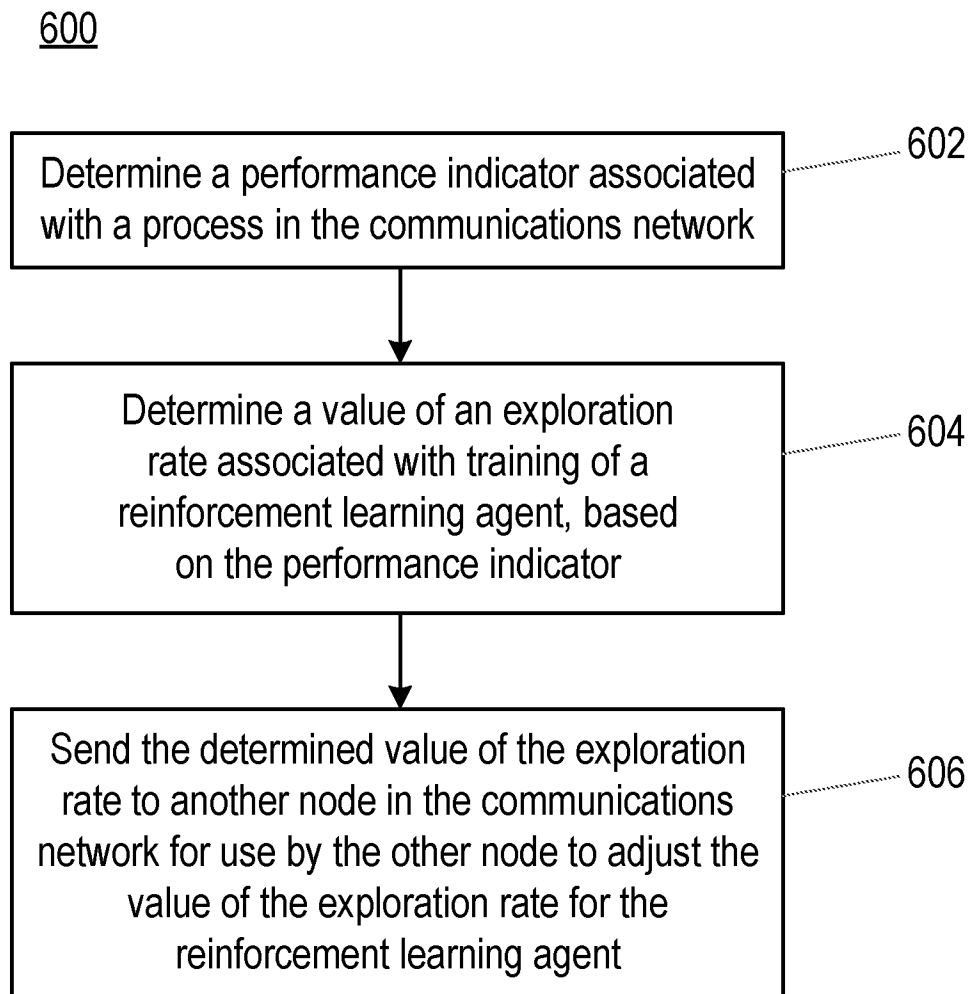 600
Determine a performance indicator associated
with a process in the communications network
602
Determine a value of an exploration
rate associated with training of a
reinforcement learning agent, based
on the performance indicator
604
Send the determined value of the exploration
rate to another node in the communications
network for use by the other node to adjust the
value of the exploration rate for the
reinforcement learning agent
606